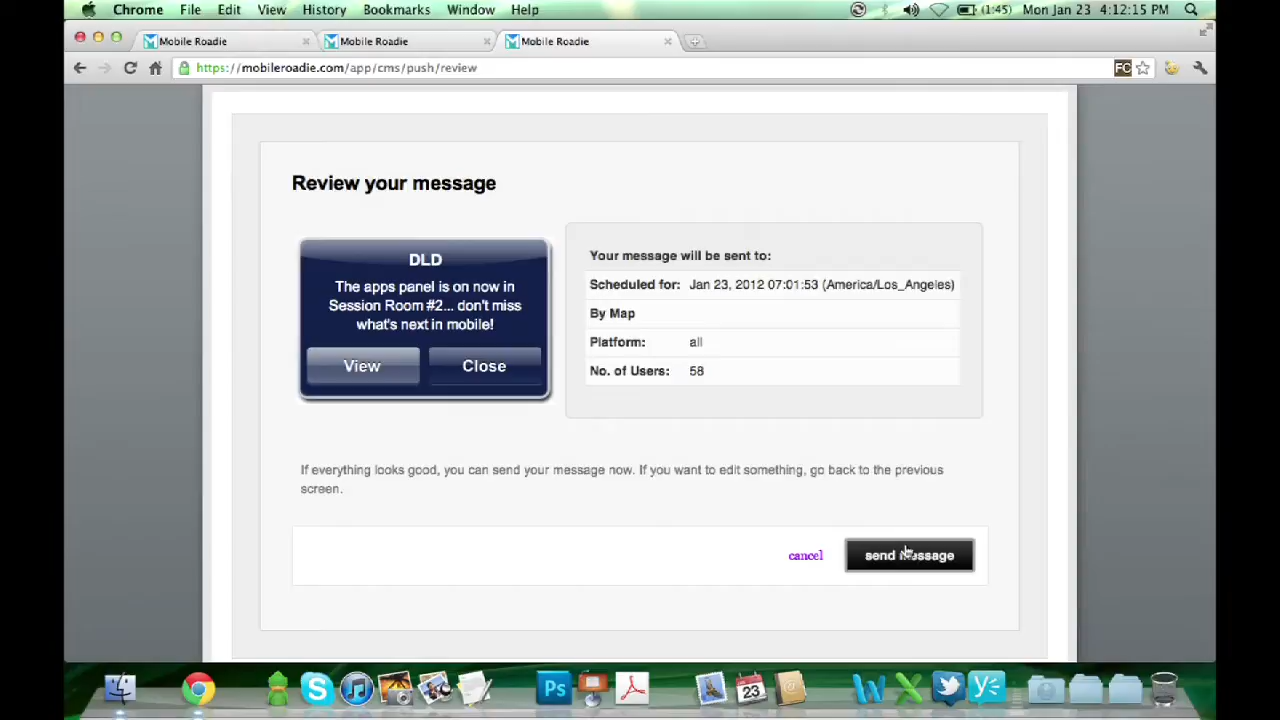 Chrome File Edit View History Bookmarks Window Help (1:45) Mon Jan 23 4:12:15 PM
Mobile Roadie Mobile Roadie Mobile Roadie
https://mobileroadie.com/app/cms/push/review FC
Review your message
DLD
The apps panel is on now in
Session Room #2... don't miss
what's next in mobile!
View Close
Your message will be sent to:
Scheduled for: Jan 23, 2012 07:01:53 (America/Los_Angeles)
By Map
Platform: all
No. of Users: 58
If everything looks good, you can send your message now. If you want to edit something, go back to the previous
screen.
cancel send message
Ps 23 W X